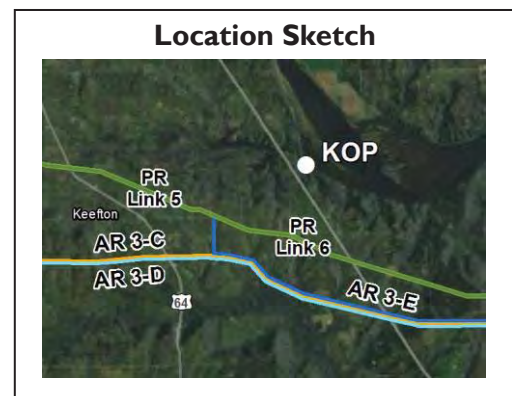 Location Sketch
KOP
PR
Link 5
Keefton
PR
Link 6
AR 3-C
AR 3-D
AR 3-E
64